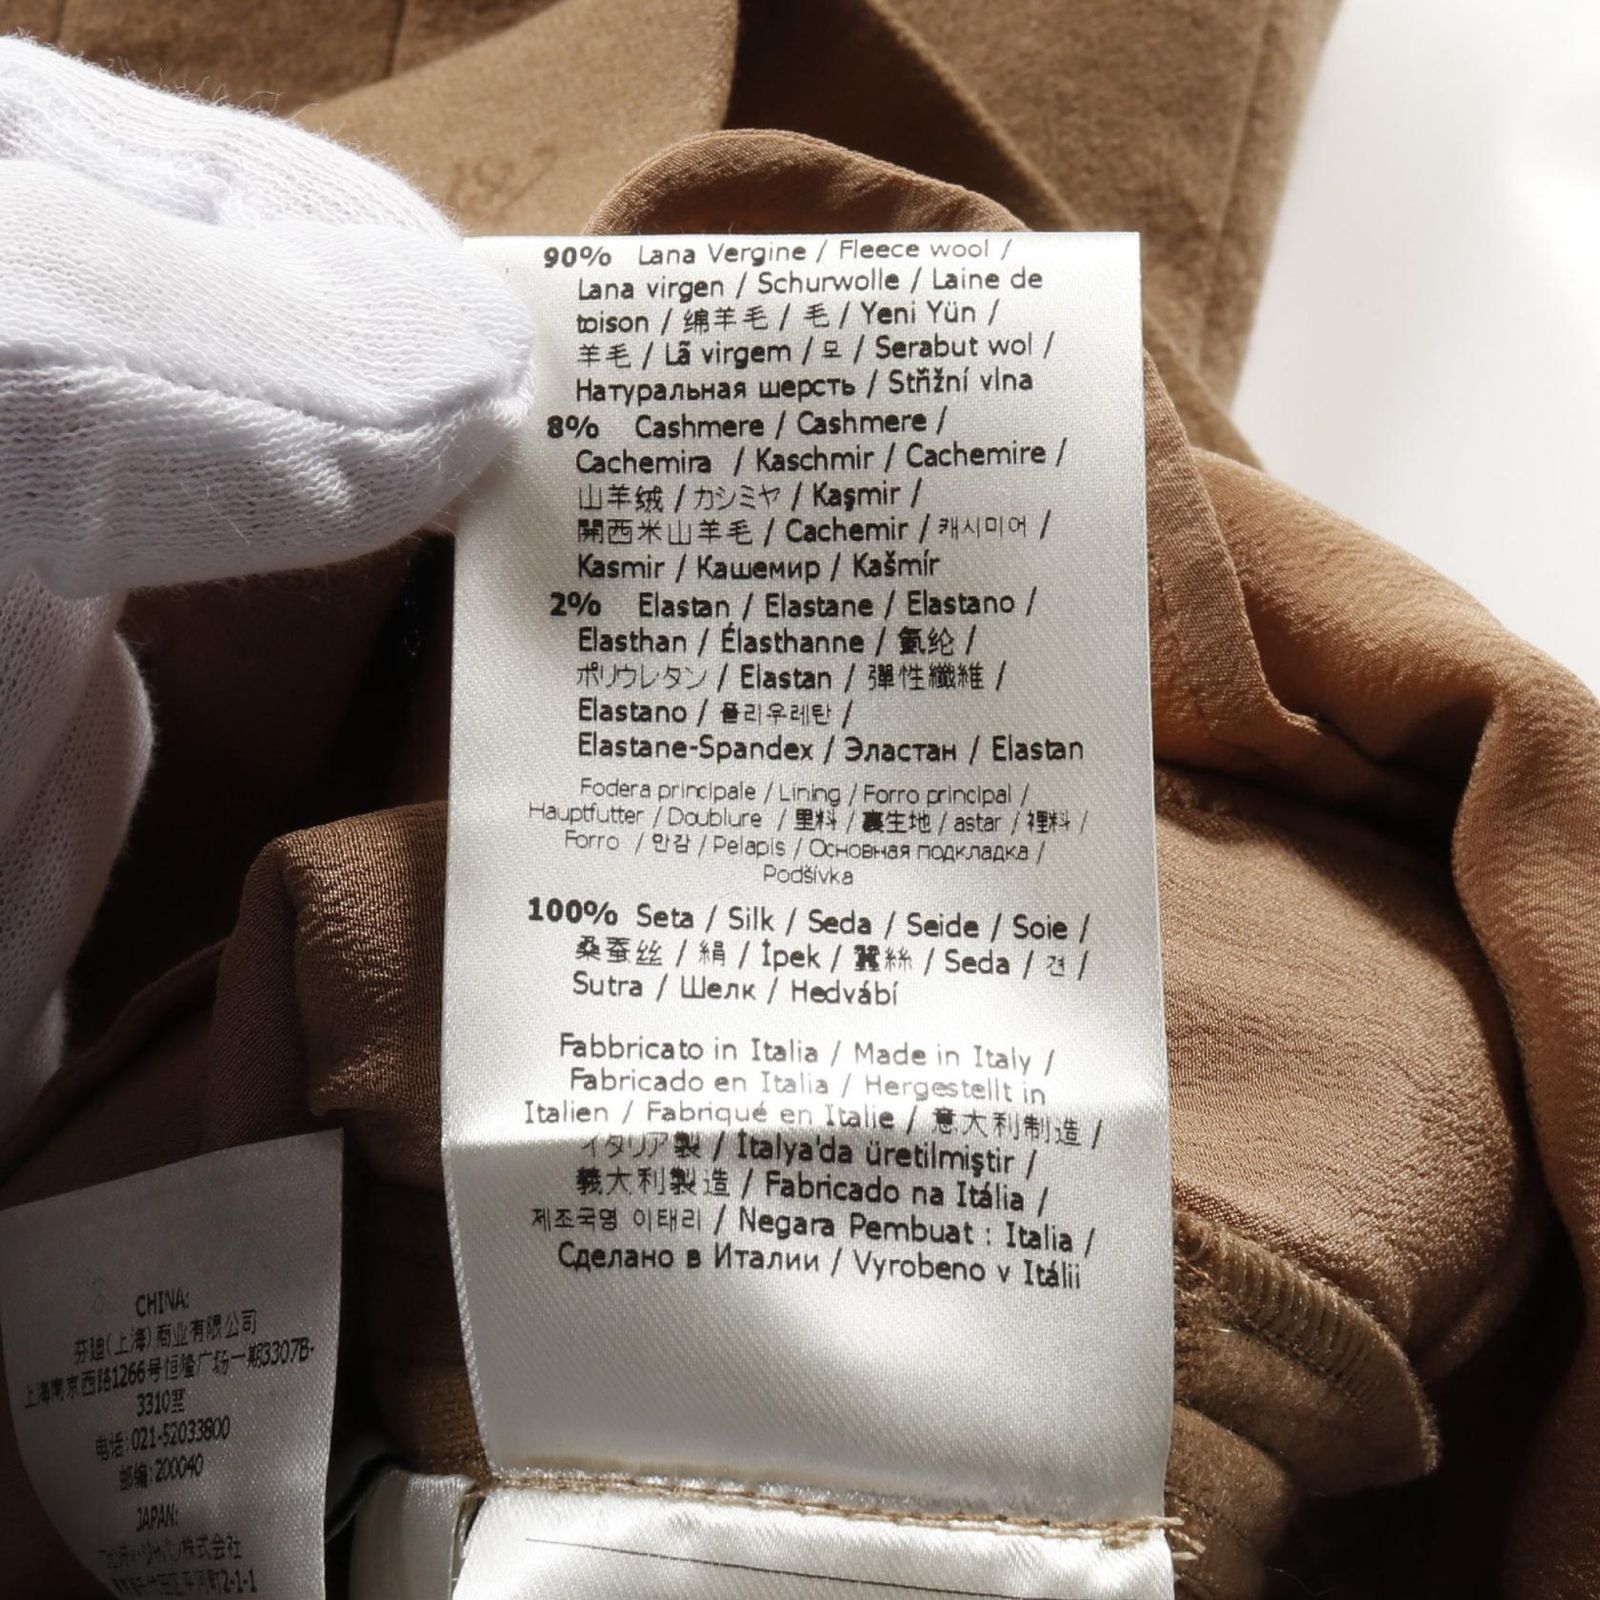 90% Lana Vergine / Fleece wool /
Lana virgen / Schurwolle / Laine de
toison / 绵羊毛 / 毛 / Yeni Yün /
羊毛 / Lã virgem / 모 / Serabut wol /
Натуральная шерсть / Stňžní vlna
8% Cashmere / Cashmere /
Cachemira / Kaschmir / Cachemire /
山羊绒 / カシミヤ / Kaşmir /
開西米山羊毛 / Cachemir / 캐시미어 /
Kasmir / Кашемир / Kašmír
2% Elastan / Elastane / Elastano /
Elasthan / Élasthanne / 氨纶 /
ポリウレタン / Elastan / 彈性纖維 /
Elastano / 폴리우레탄 /
Elastane-Spandex / Эластан / Elastan
Fodera principale / Lining / Forro principal /
Hauptfutter / Doublure / 里料 / 裏生地 / astar / 裡料 /
Forro / 안감 / Pelapis / Основная подкладка /
Podšívka
100% Seta / Silk / Seda / Seide / Soie /
桑蚕丝 / 絹 / İpek / 蠶絲 / Seda / 견 /
Sutra / Шелк / Hedvábí
Fabbricato in Italia / Made in Italy /
Fabricado en Italia / Hergestellt in
Italien / Fabriqué en Italie / 意大利制造 /
イタリア製 / İtalya'da üretilmiştir /
義大利製造 / Fabricado na Itália /
제조국명 이태리 / Negara Pembuat : Italia /
Сделано в Италии / Vyrobeno v Itálii
CHINA:
芬迪(上海)商业有限公司
上海南京西路1266号恒隆广场一期3307B-
3310室
电话:021-52033800
邮编:200040
JAPAN:
株式会社
2-1-1